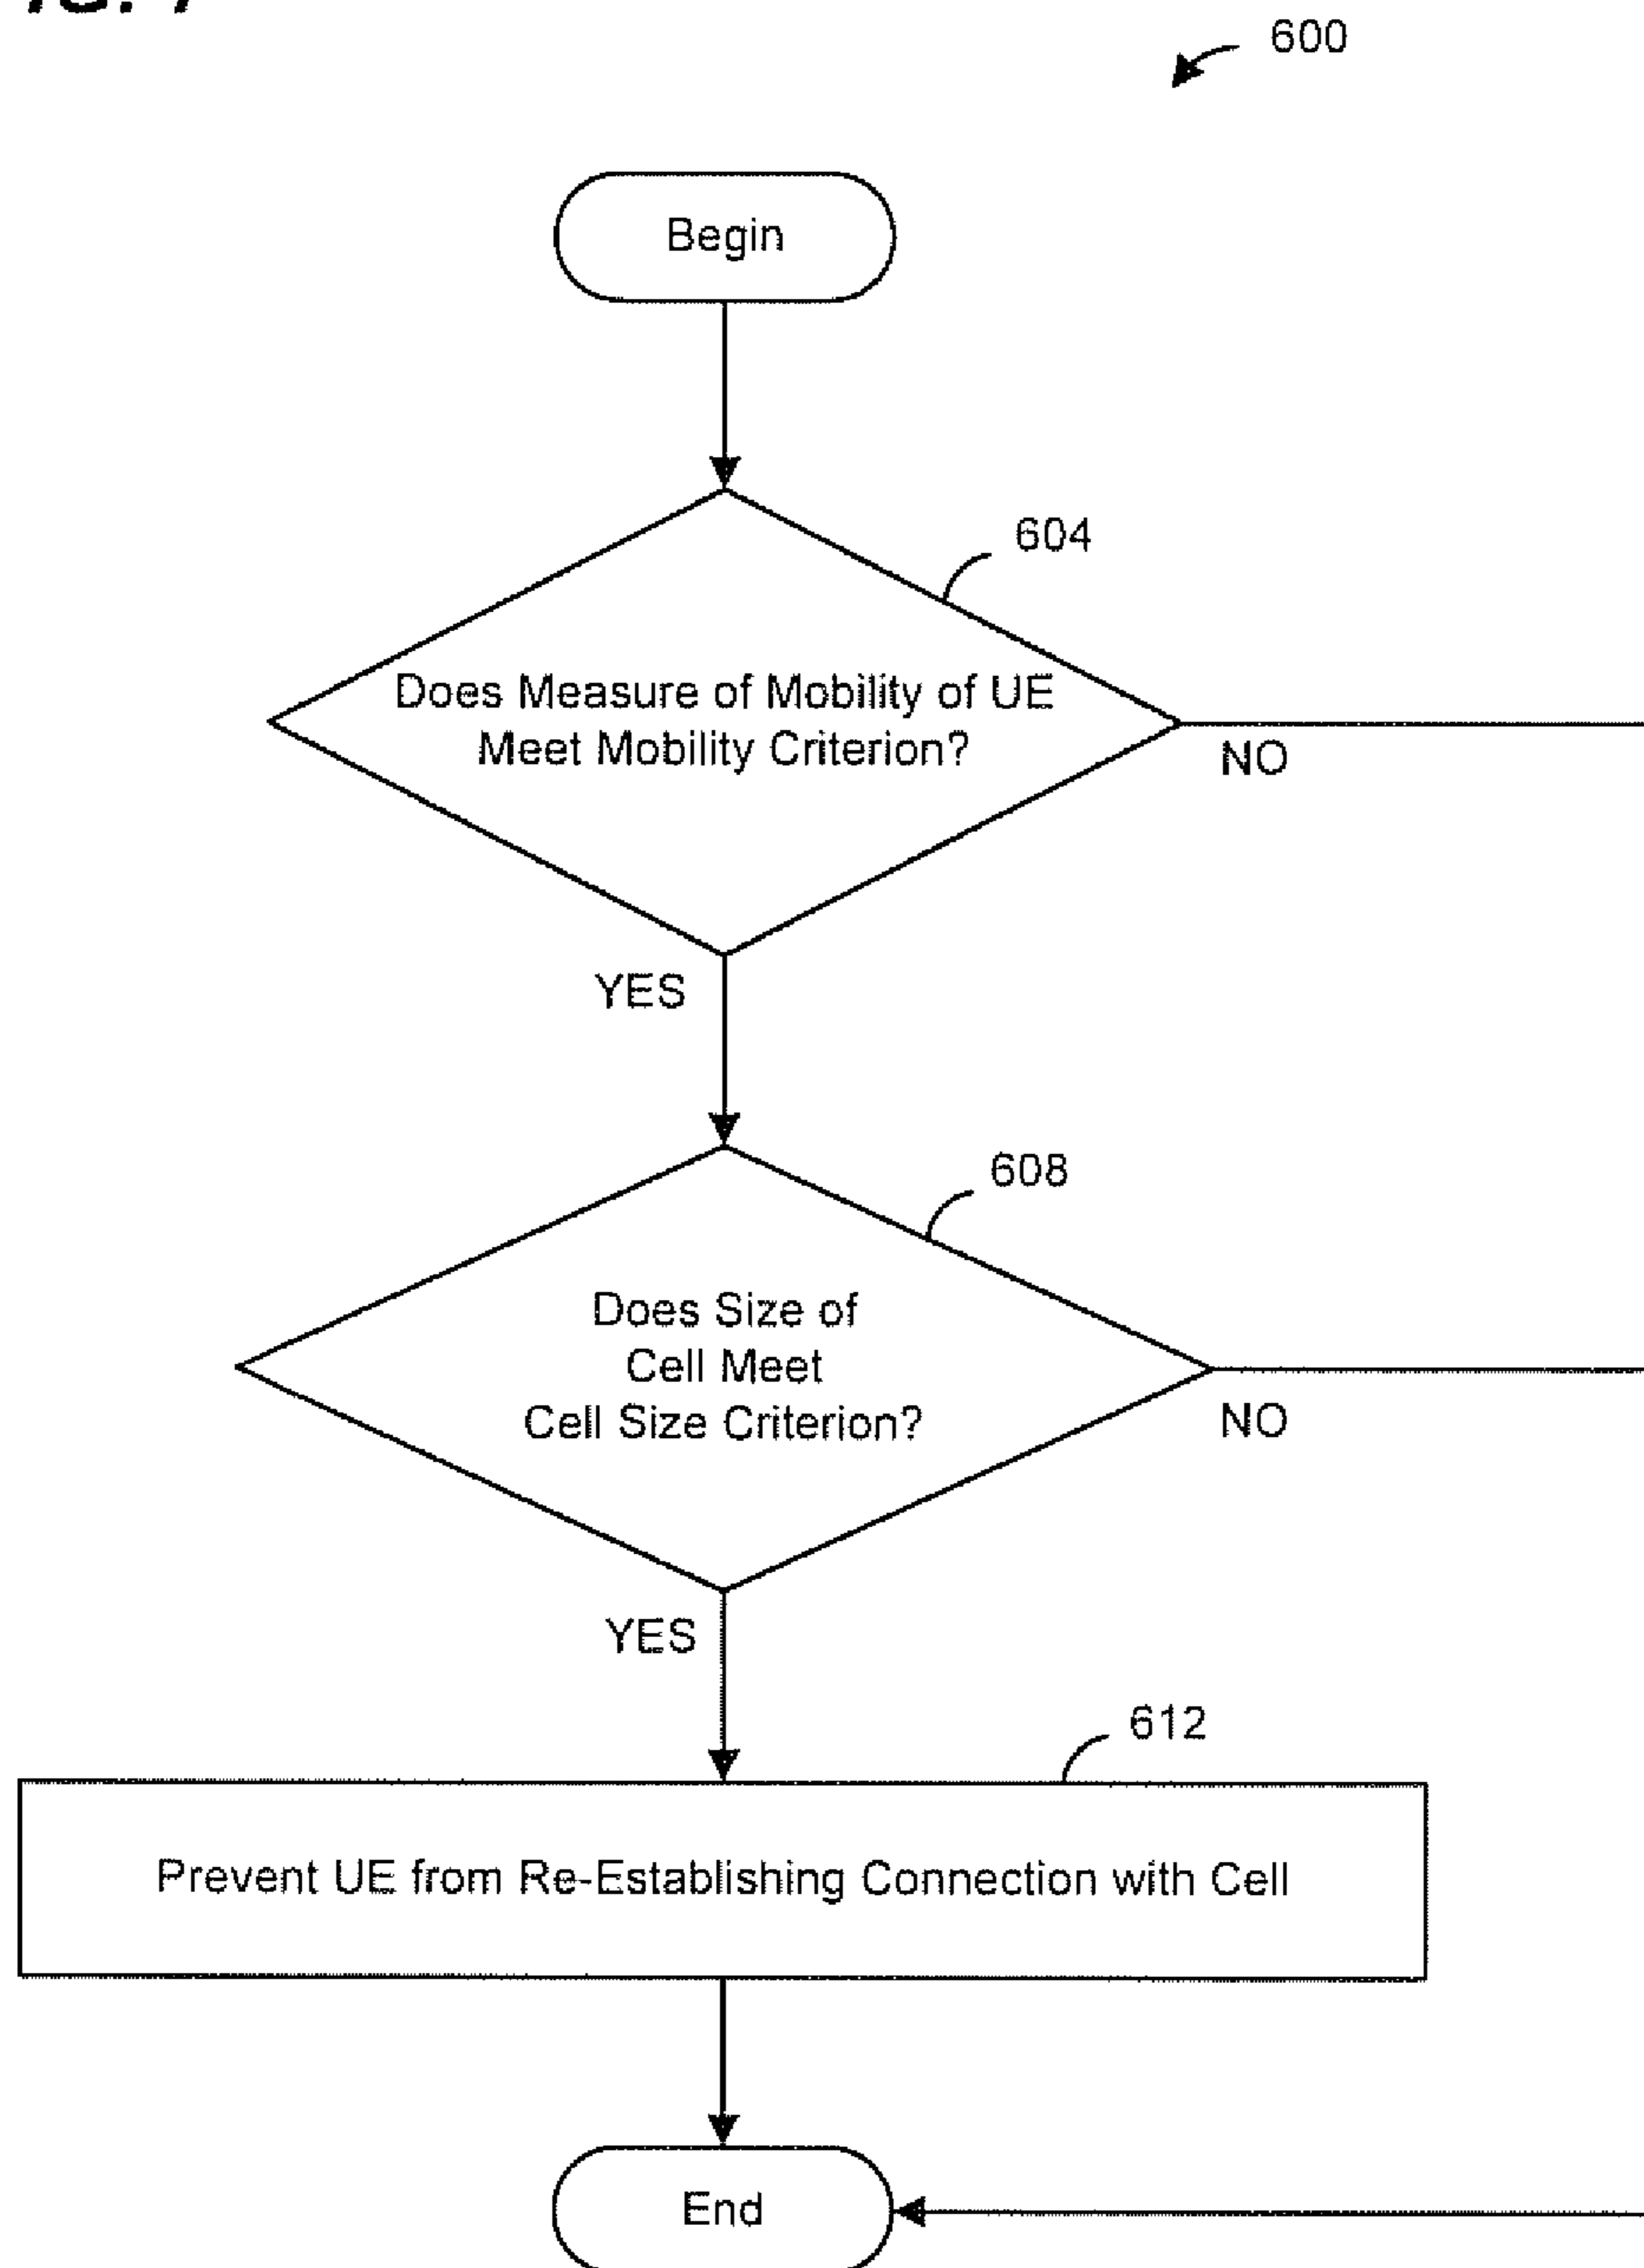 600
Begin
604
Does Measure of Mobility of UE
Meet Mobility Criterion?
NO
YES
608
Does Size of
Cell Meet
Cell Size Criterion?
NO
YES
612
Prevent UE from Re-Establishing Connection with Cell
End